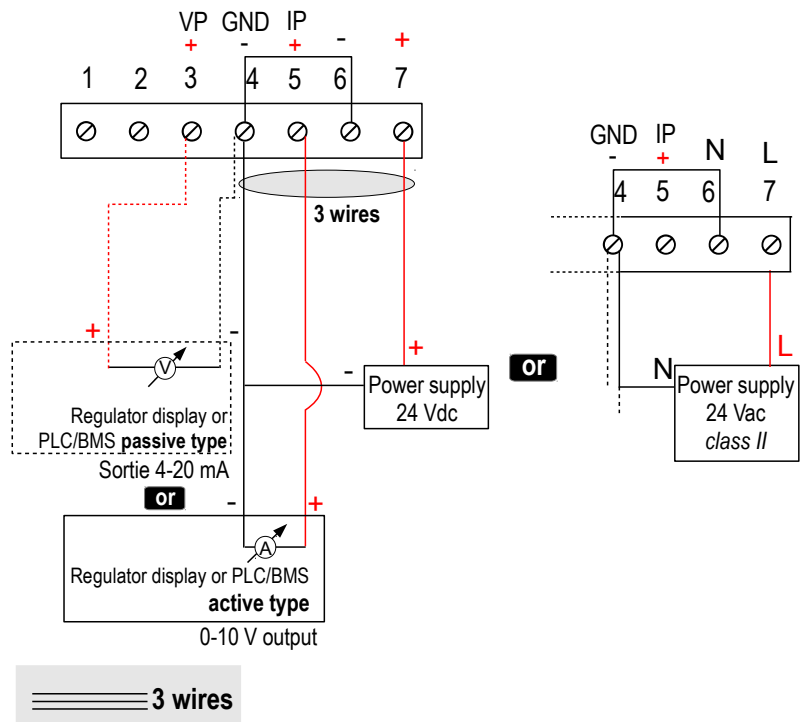 VP GND IP
+ - + - +
1 2 3 4 5 6 7
3 wires
GND IP N L
- +
4 5 6 7
+
-
V
Regulator display or
PLC/BMS passive type
Sortie 4-20 mA
- +
Power supply
24 Vdc
or
N L
Power supply
24 Vac
class II
or
- +
A
Regulator display or PLC/BMS
active type
0-10 V output
3 wires